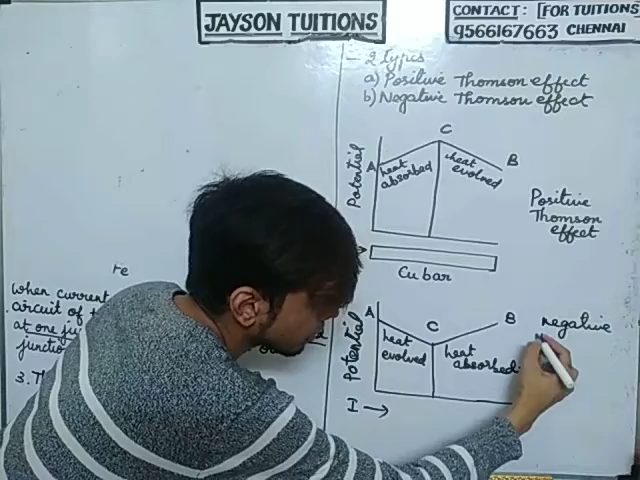 JAYSON TUITIONS
CONTACT: [FOR TUITIONS
9566167663 CHENNAI
- 2 Types
a) Positive Thomson effect
b) Negative Thomson effect
C
A
B
Potential
heat absorbed
heat evolved
Positive
Thomson
effect
Cu bar
Fe
when current
circuit of
at one ju
junctio
3. T
A
C
B
Potential
heat evolved
heat absorbed
negative
I →